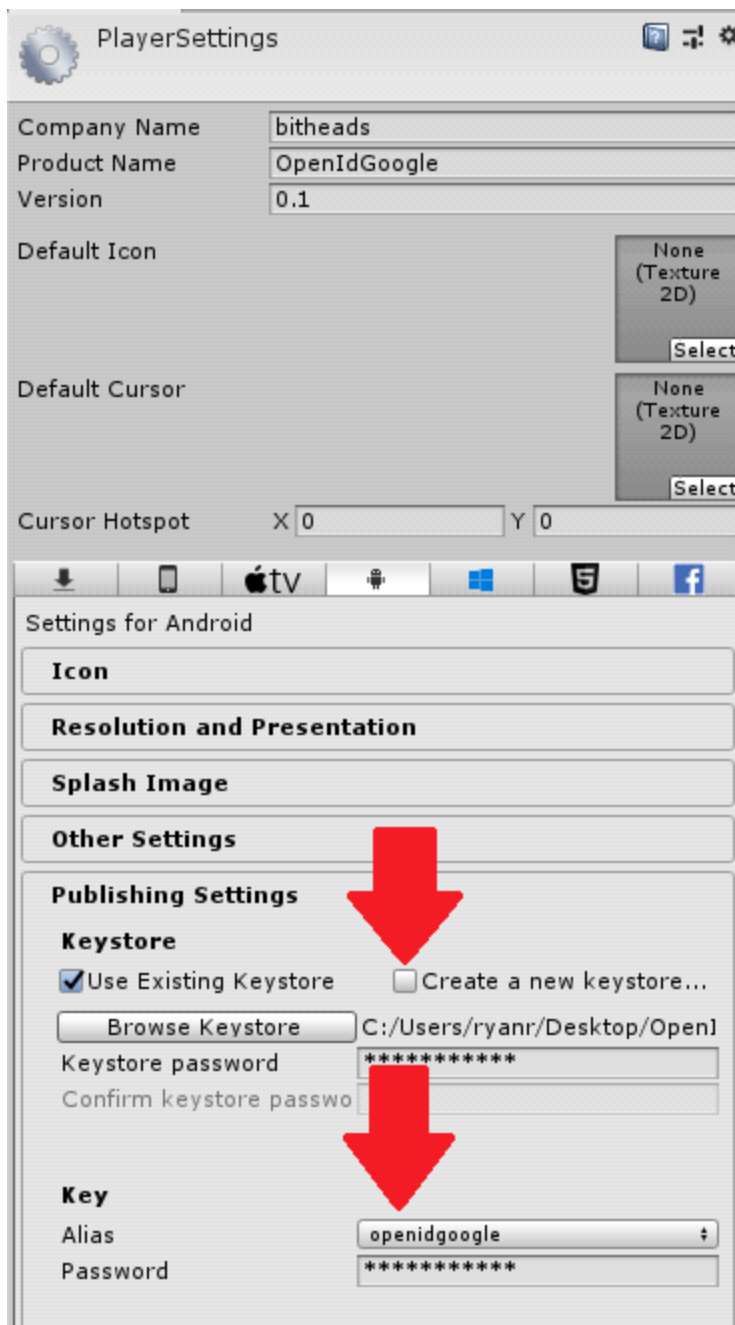 PlayerSettings
Company Name bitheads
Product Name OpenIdGoogle
Version 0.1
Default Icon
None
(Texture
2D)
Select
Default Cursor
None
(Texture
2D)
Select
Cursor Hotspot X 0 Y 0
tv
Settings for Android
Icon
Resolution and Presentation
Splash Image
Other Settings
Publishing Settings
Keystore
Use Existing Keystore Create a new keystore...
Browse Keystore C:/Users/ryanr/Desktop/OpenI
Keystore password ***********
Confirm keystore passwo
Key
Alias openidgoogle
Password ***********